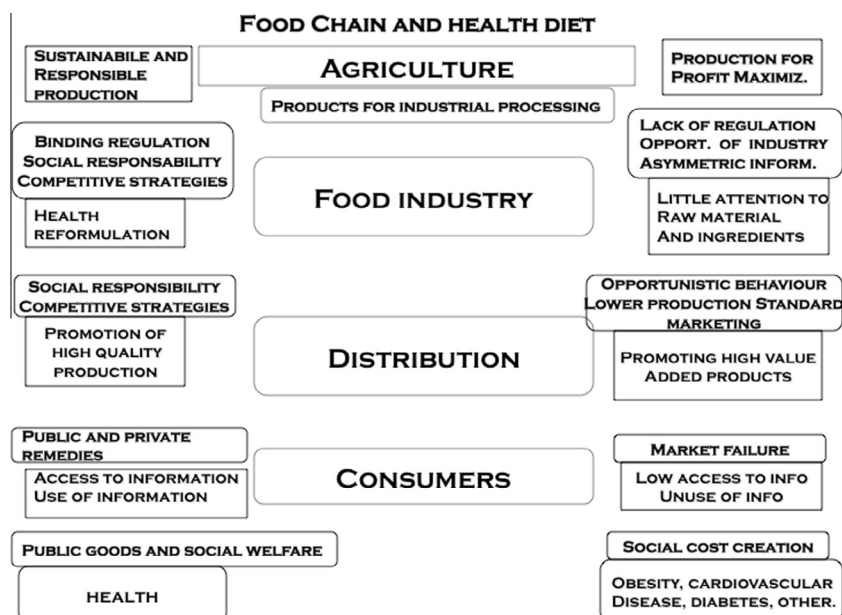 Food Chain and health diet
Sustainabile and
Responsible
production
Agriculture
Production for
Profit Maximiz.
Products for industrial processing
Binding regulation
Social responsability
Competitive strategies
Lack of regulation
Opport. of industry
Asymmetric inform.
Food industry
Health
reformulation
Little attention to
Raw material
And ingredients
Social responsibility
Competitive strategies
Opportunistic behaviour
Lower production Standard
marketing
Promotion of
high quality
production
Distribution
Promoting high value
Added products
Public and private
remedies
Market failure
Access to information
Use of information
Consumers
Low access to info
Unuse of info
Public goods and social welfare
Social cost creation
health
Obesity, cardiovascular
Disease, diabetes, other.